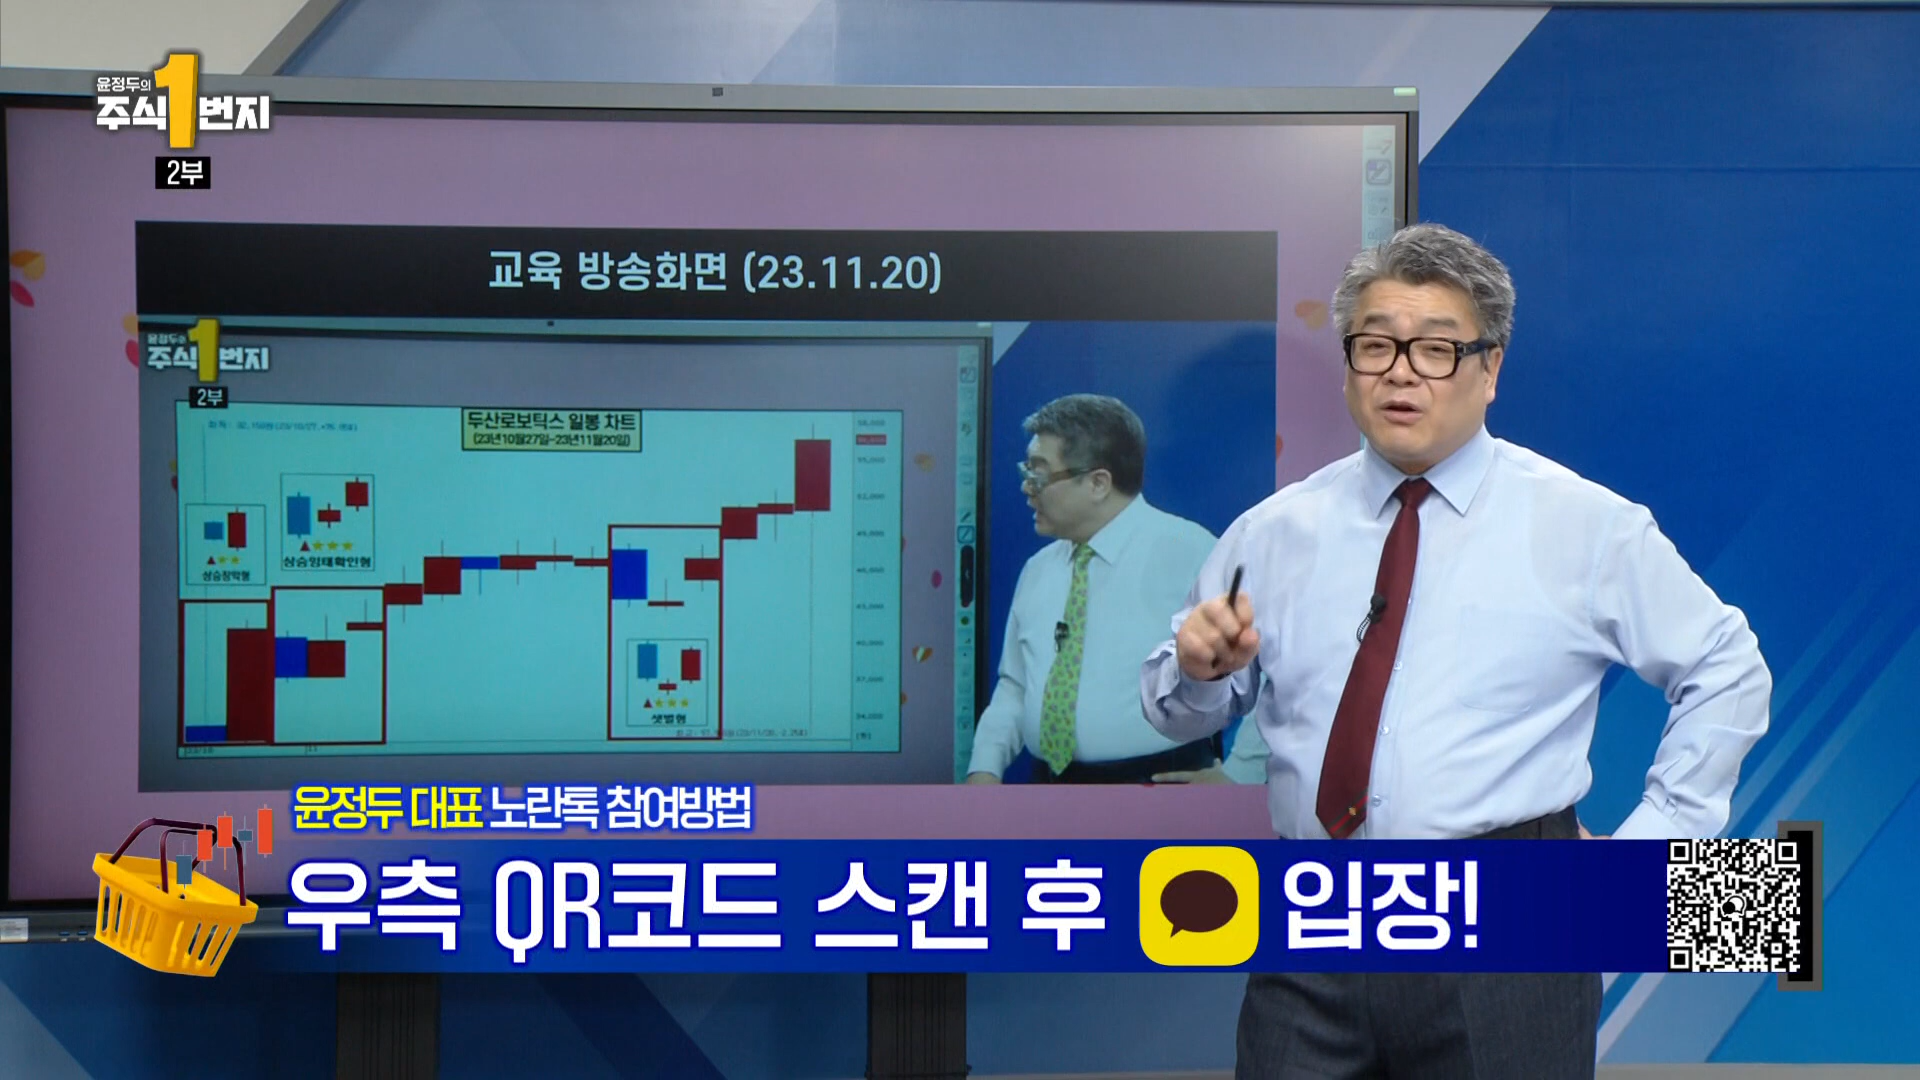 윤정두의
주식1번지
2부
교육 방송화면 (23.11.20)
윤정두의
주식1번지
2부
두산로보틱스 일봉 차트
(23년10월27일~23년11월20일)
▲★★
상승장악형
▲★★★
상승잉태확인형
▲★★★
샛별형
윤정두 대표 노란톡 참여방법
우측 QR코드 스캔 후 입장!